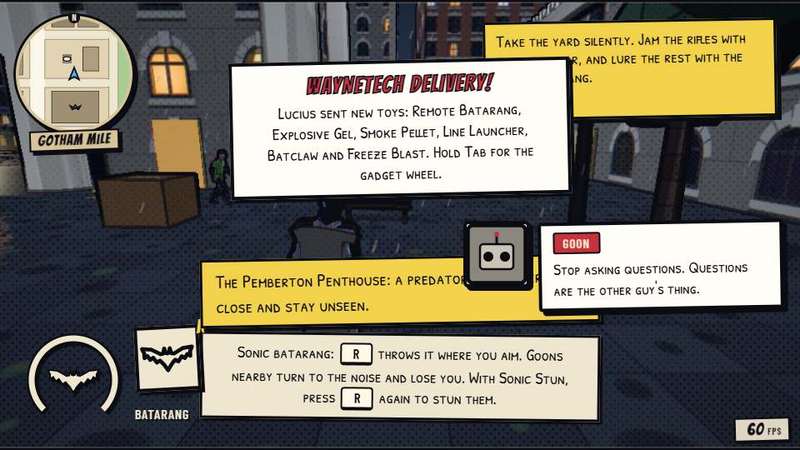 N
GOTHAM MILE
TAKE THE YARD SILENTLY. JAM THE RIFLES WITH
AND LURE THE REST WITH THE
WAYNETECH DELIVERY!
LUCIUS SENT NEW TOYS: REMOTE BATARANG,
EXPLOSIVE GEL, SMOKE PELLET, LINE LAUNCHER,
BATCLAW AND FREEZE BLAST. HOLD TAB FOR THE
GADGET WHEEL.
GOON
STOP ASKING QUESTIONS. QUESTIONS
ARE THE OTHER GUY'S THING.
THE PEMBERTON PENTHOUSE: A PREDATOR
CLOSE AND STAY UNSEEN.
SONIC BATARANG: R THROWS IT WHERE YOU AIM. GOONS
NEARBY TURN TO THE NOISE AND LOSE YOU. WITH SONIC STUN,
PRESS R AGAIN TO STUN THEM.
BATARANG
60 FPS